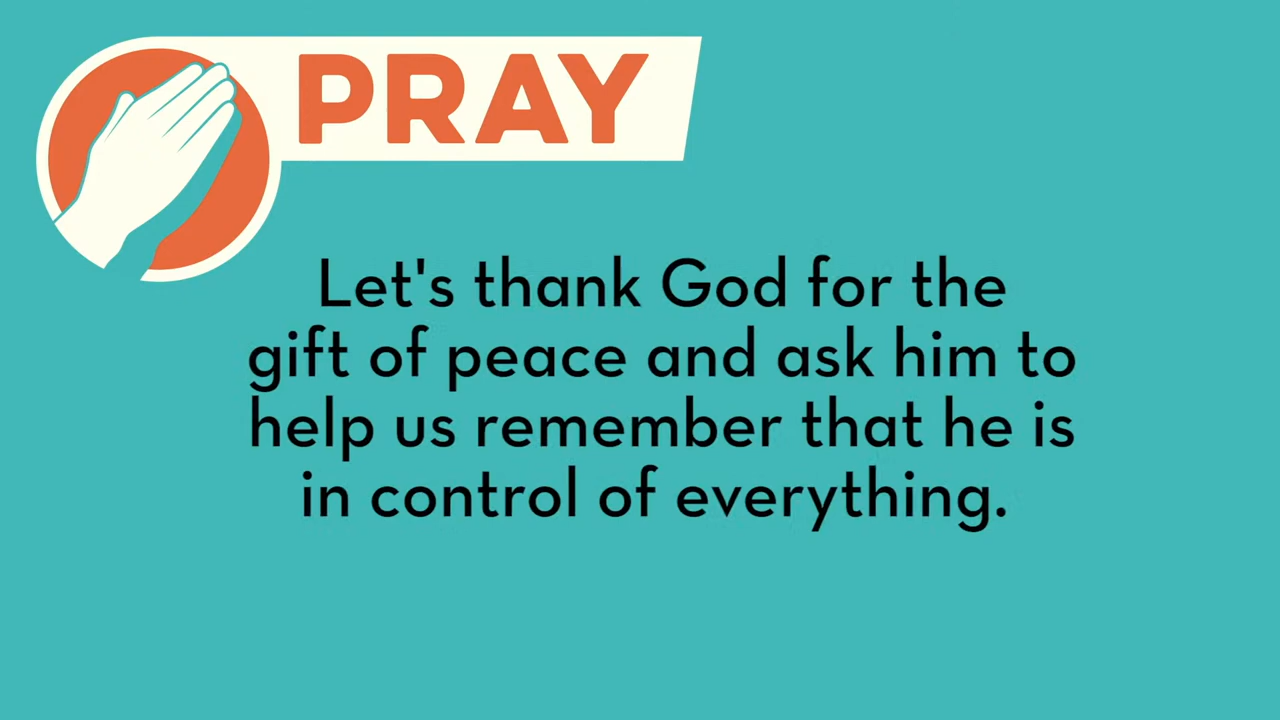 PRAY
Let's thank God for the
gift of peace and ask him to
help us remember that he is
in control of everything.